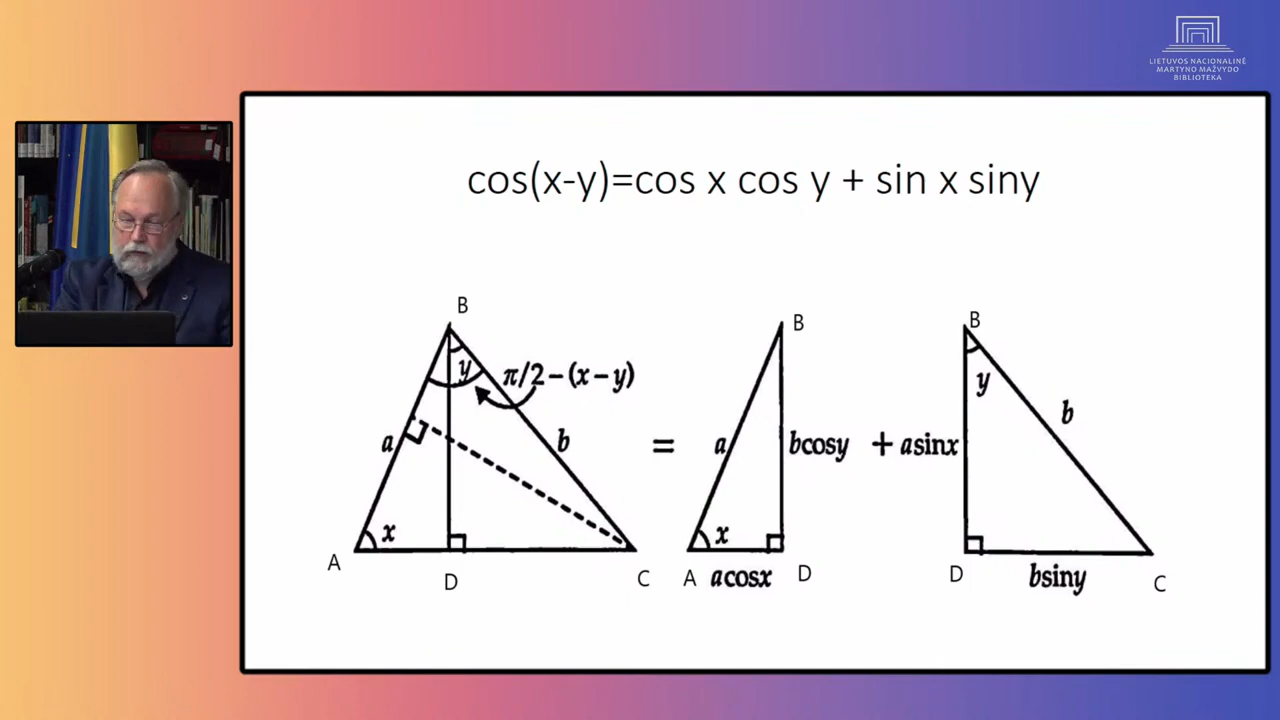 LIETUVOS NACIONALINĖ
MARTYNO MAŽVYDO
BIBLIOTEKA
cos(x-y)=cos x cos y + sin x siny
B
y
π/2-(x-y)
a
b
x
A
D
C
=
B
a
bcosy
x
A
acosx
D
+
B
y
b
asinx
D
bsiny
C